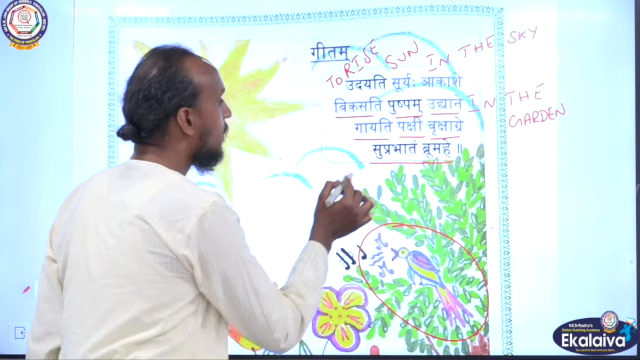 गीतम्
TO RISE SUN IN THE SKY
उदयति सूर्यः आकाशे
विकसति पुष्पम् उद्याने IN THE GARDEN
गायति पक्षी वृक्षाग्रे
सुप्रभातं ब्रूमहे ॥
Ekalaiva